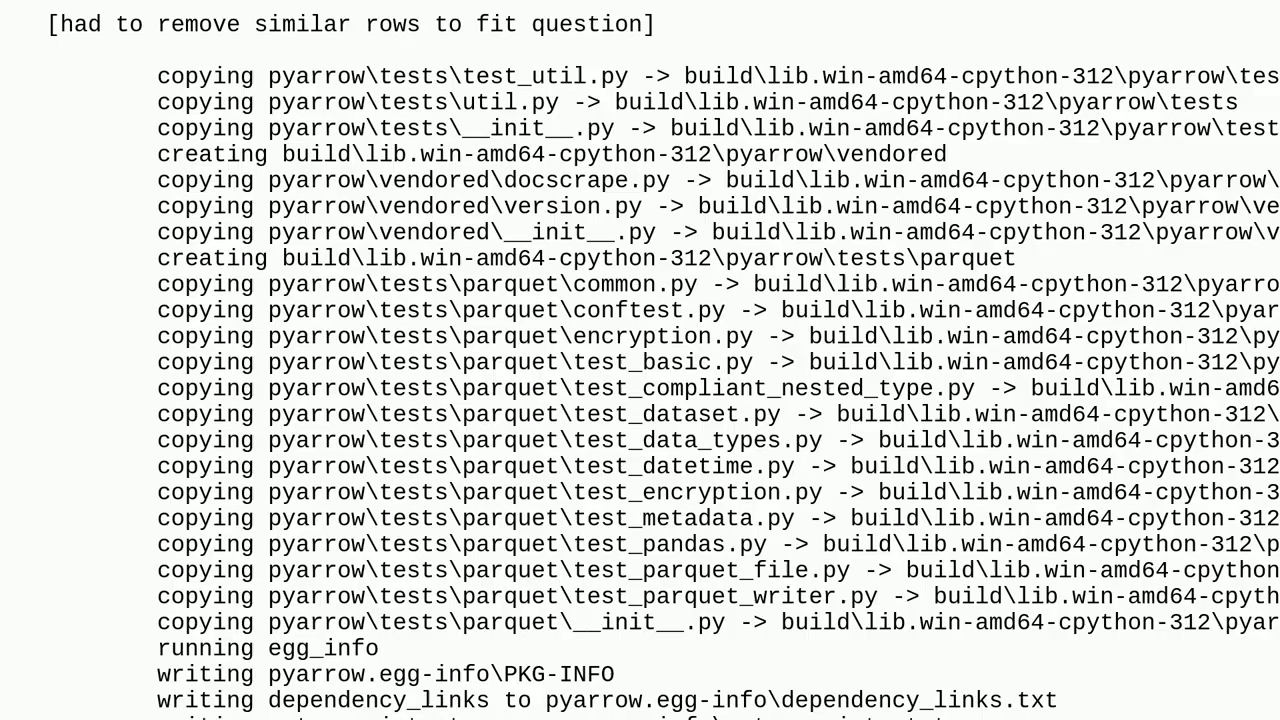 [had to remove similar rows to fit question]
copying pyarrow\tests\test_util.py -> build\lib.win-amd64-cpython-312\pyarrow\tes
copying pyarrow\tests\util.py -> build\lib.win-amd64-cpython-312\pyarrow\tests
copying pyarrow\tests\__init__.py -> build\lib.win-amd64-cpython-312\pyarrow\test
creating build\lib.win-amd64-cpython-312\pyarrow\vendored
copying pyarrow\vendored\docscrape.py -> build\lib.win-amd64-cpython-312\pyarrow\
copying pyarrow\vendored\version.py -> build\lib.win-amd64-cpython-312\pyarrow\ve
copying pyarrow\vendored\__init__.py -> build\lib.win-amd64-cpython-312\pyarrow\v
creating build\lib.win-amd64-cpython-312\pyarrow\tests\parquet
copying pyarrow\tests\parquet\common.py -> build\lib.win-amd64-cpython-312\pyarro
copying pyarrow\tests\parquet\conftest.py -> build\lib.win-amd64-cpython-312\pyar
copying pyarrow\tests\parquet\encryption.py -> build\lib.win-amd64-cpython-312\py
copying pyarrow\tests\parquet\test_basic.py -> build\lib.win-amd64-cpython-312\py
copying pyarrow\tests\parquet\test_compliant_nested_type.py -> build\lib.win-amd6
copying pyarrow\tests\parquet\test_dataset.py -> build\lib.win-amd64-cpython-312\
copying pyarrow\tests\parquet\test_data_types.py -> build\lib.win-amd64-cpython-3
copying pyarrow\tests\parquet\test_datetime.py -> build\lib.win-amd64-cpython-312
copying pyarrow\tests\parquet\test_encryption.py -> build\lib.win-amd64-cpython-3
copying pyarrow\tests\parquet\test_metadata.py -> build\lib.win-amd64-cpython-312
copying pyarrow\tests\parquet\test_pandas.py -> build\lib.win-amd64-cpython-312\p
copying pyarrow\tests\parquet\test_parquet_file.py -> build\lib.win-amd64-cpython
copying pyarrow\tests\parquet\test_parquet_writer.py -> build\lib.win-amd64-cpyth
copying pyarrow\tests\parquet\__init__.py -> build\lib.win-amd64-cpython-312\pyar
running egg_info
writing pyarrow.egg-info\PKG-INFO
writing dependency_links to pyarrow.egg-info\dependency_links.txt